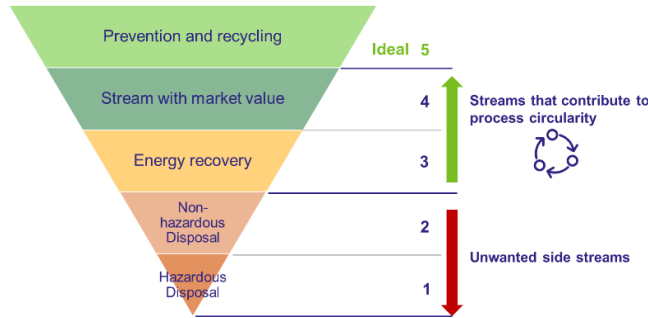 Prevention and recycling
Ideal 5
Stream with market value
4
Streams that contribute to
process circularity
Energy recovery
3
Non-
hazardous
Disposal
2
Unwanted side streams
Hazardous
Disposal
1